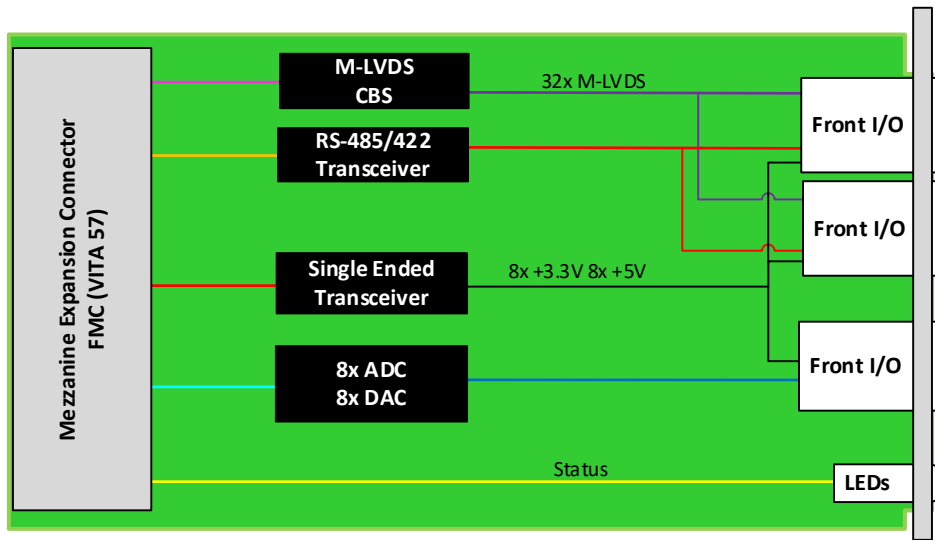 Mezzanine Expansion Connector
FMC (VITA 57)
M-LVDS
CBS
32x M-LVDS
Front I/O
RS-485/422
Transceiver
Front I/O
Single Ended
Transceiver
8x +3.3V 8x +5V
8x ADC
8x DAC
Front I/O
Status
LEDs